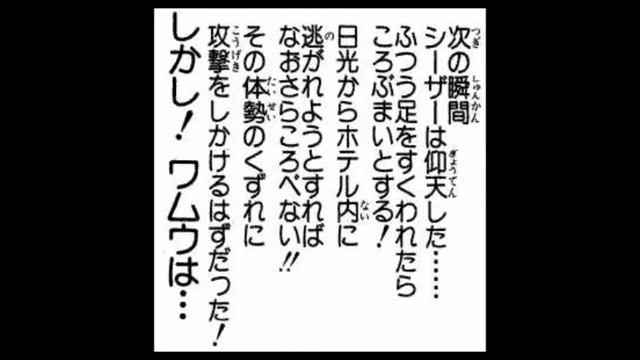 次の瞬間
シーザーは仰天した……
ふつう足をすくわれたら
ころぶまいとする!
日光からホテル内に
逃がれようとすれば
なおさらころべない!!
その体勢のくずれに
攻撃をしかけるはずだった!
しかし!ワムウは…